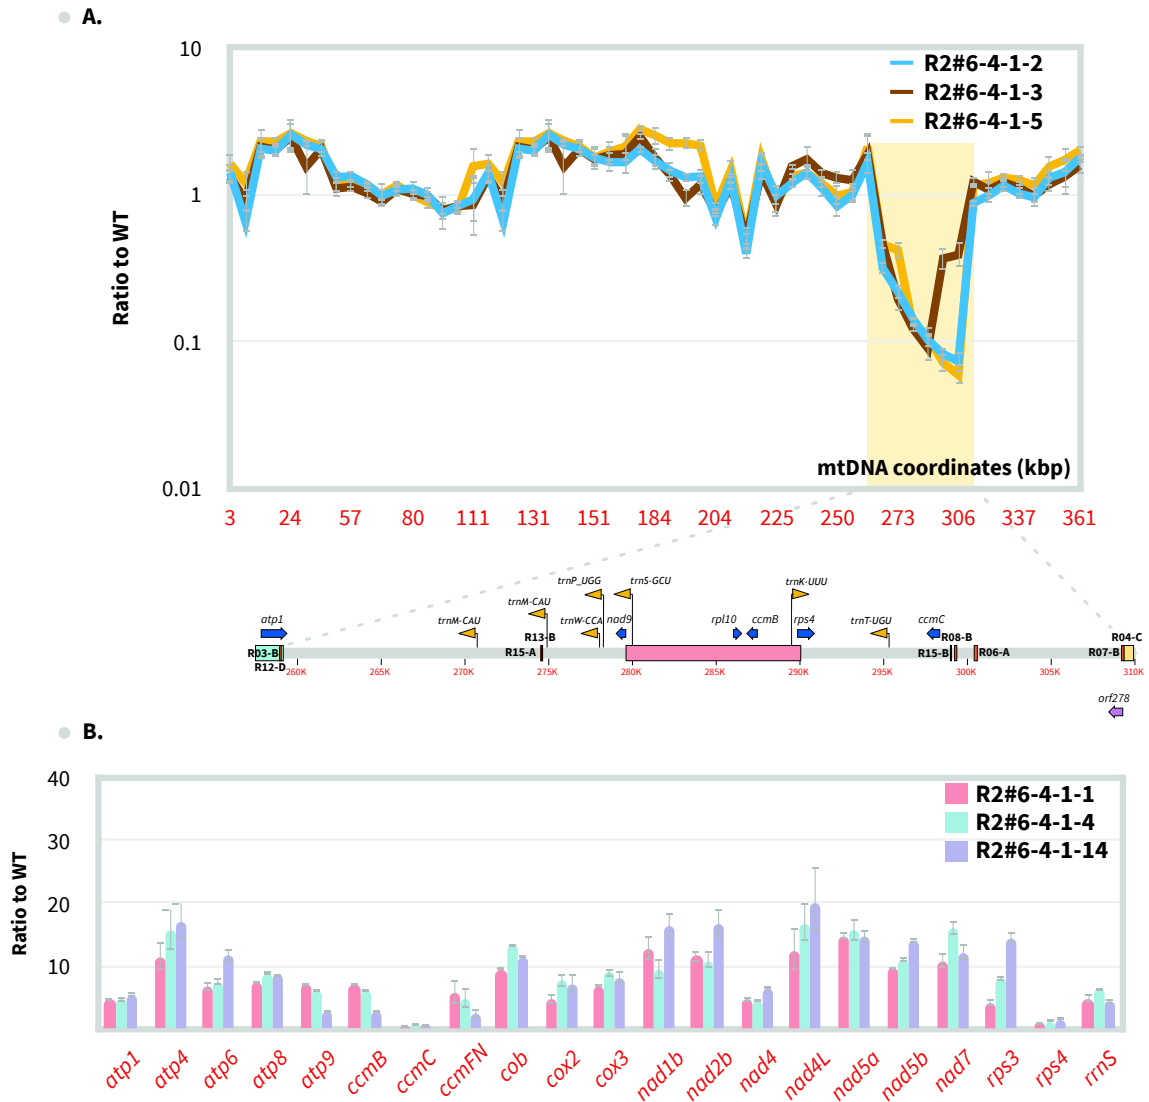 A.
10
1
0.1
0.01
Ratio to WT
R2#6-4-1-2
R2#6-4-1-3
R2#6-4-1-5
mtDNA coordinates (kbp)
3 24 57 80 111 131 151 184 204 225 250 273 306 337 361
trnP_UGG trnS-GCU trnK-UUU
trnM-CAU
atp1 trnM-CAU trnW-CCA nad9 rpl10 ccmB rps4 trnT-UGU ccmC
R13-B R08-B R04-C
R03-B R15-A R15-B R06-A R07-B
R12-D
260K 265K 270K 275K 280K 285K 290K 295K 300K 305K 310K
orf278
B.
40
30
20
10
Ratio to WT
R2#6-4-1-1
R2#6-4-1-4
R2#6-4-1-14
atp1 atp4 atp6 atp8 atp9 ccmB ccmC ccmFN cob cox2 cox3 nad1b nad2b nad4 nad4L nad5a nad5b nad7 rps3 rps4 rrnS